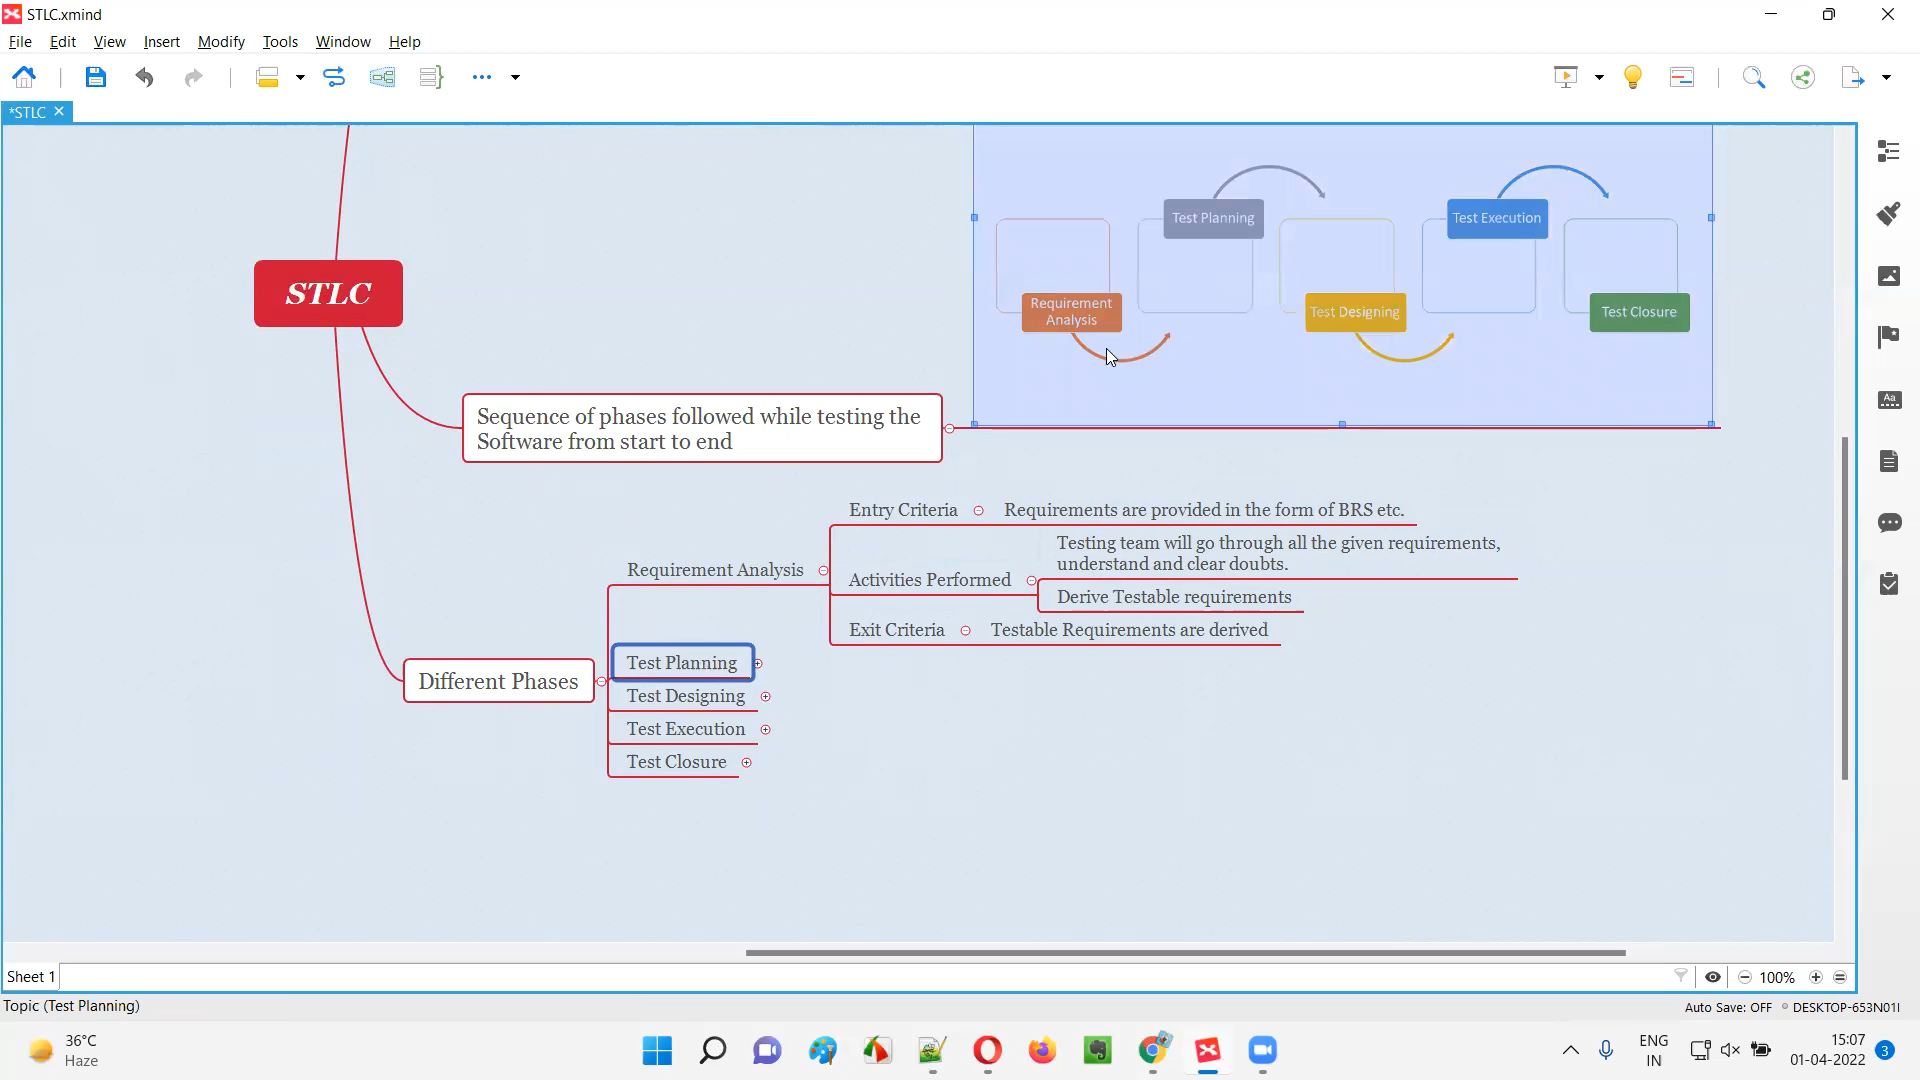 STLC.xmind
File Edit View Insert Modify Tools Window Help
*STLC
Test Planning
Test Execution
Requirement
Analysis
Test Designing
Test Closure
STLC
Sequence of phases followed while testing the
Software from start to end
Entry Criteria
Requirements are provided in the form of BRS etc.
Testing team will go through all the given requirements,
understand and clear doubts.
Requirement Analysis
Activities Performed
Derive Testable requirements
Exit Criteria
Testable Requirements are derived
Test Planning
Different Phases
Test Designing
Test Execution
Test Closure
Sheet 1
100%
Topic (Test Planning)
Auto Save: OFF
DESKTOP-653N01I
36°C
Haze
ENG
IN
15:07
01-04-2022
3
Aa